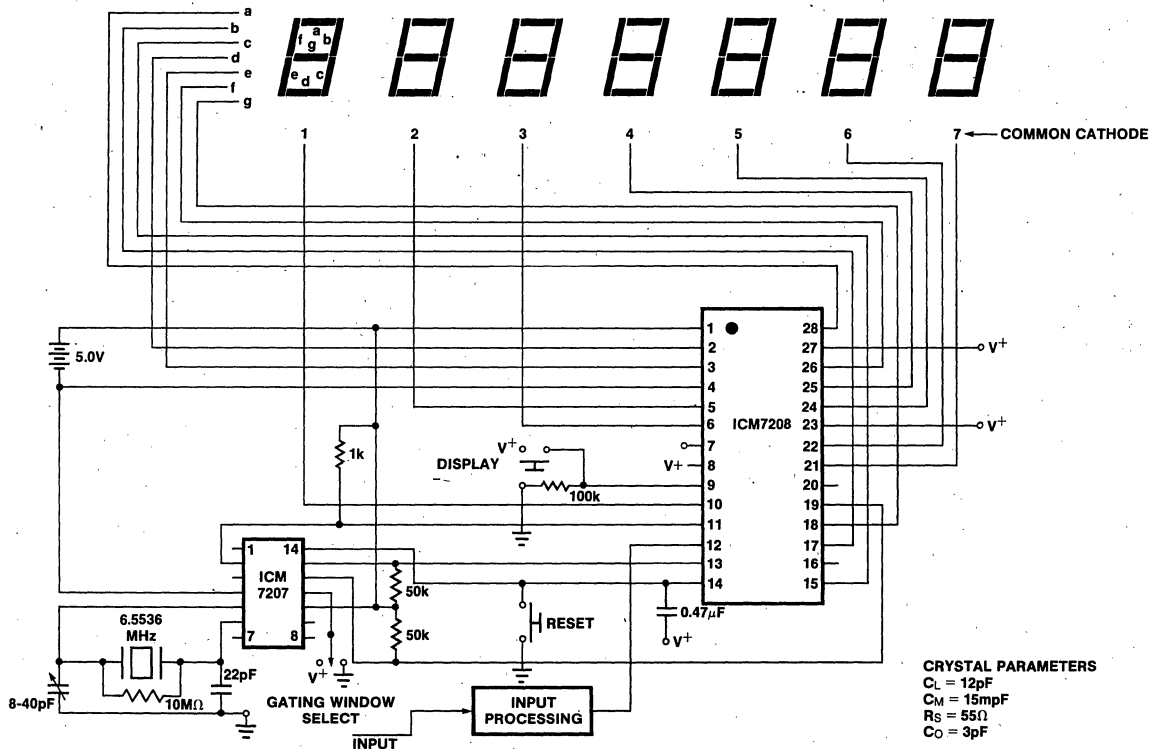 a
b
c
d
e
f
g
a
f b
g
e c
d
1 2 3 4 5 6 7 COMMON CATHODE
5.0V
1 28
2 27 V+
3 26
4 25
5 24
6 ICM7208 23 V+
7 22
V+ 8 21
9 20
10 19
11 18
12 17
13 16
14 15
1k
DISPLAY V+
100k
1 14
ICM
7207
7 8
50k
50k
6.5536
MHz
8-40pF
10MΩ
22pF
V+
GATING WINDOW
SELECT
RESET
0.47μF
V+
INPUT
PROCESSING
INPUT
CRYSTAL PARAMETERS
CL = 12pF
CM = 15mpF
RS = 55Ω
CO = 3pF